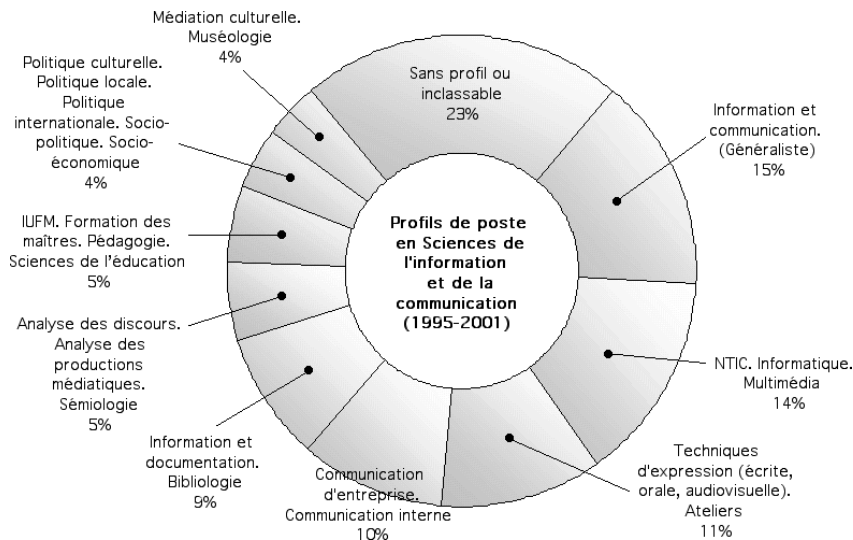 Médiation culturelle.
Muséologie
4%
Sans profil ou
inclassable
23%
Information et
communication.
(Généraliste)
15%
NTIC. Informatique.
Multimédia
14%
Techniques
d'expression (écrite,
orale, audiovisuelle).
Ateliers
11%
Communication
d'entreprise.
Communication interne
10%
Information et
documentation.
Bibliologie
9%
Analyse des discours.
Analyse des
productions
médiatiques.
Sémiologie
5%
IUFM. Formation des
maîtres. Pédagogie.
Sciences de l'éducation
5%
Politique culturelle.
Politique locale.
Politique
internationale. Socio-
politique. Socio-
économique
4%
Profils de poste
en Sciences de
l'information
et de la
communication
(1995-2001)